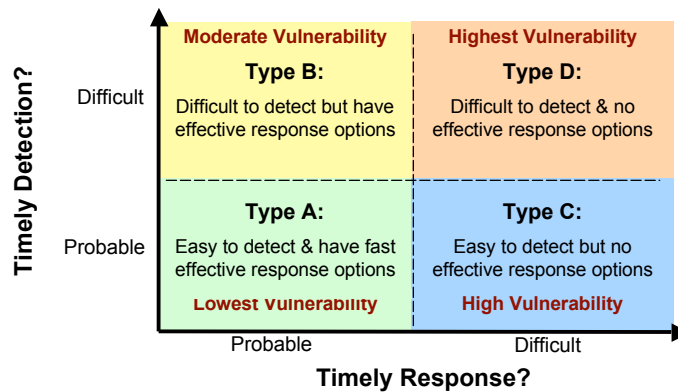 Timely Detection?
Difficult
Probable
Moderate Vulnerability
Type B:
Difficult to detect but have
effective response options
Highest Vulnerability
Type D:
Difficult to detect & no
effective response options
Type A:
Easy to detect & have fast
effective response options
Lowest Vulnerability
Type C:
Easy to detect but no
effective response options
High Vulnerability
Probable
Difficult
Timely Response?